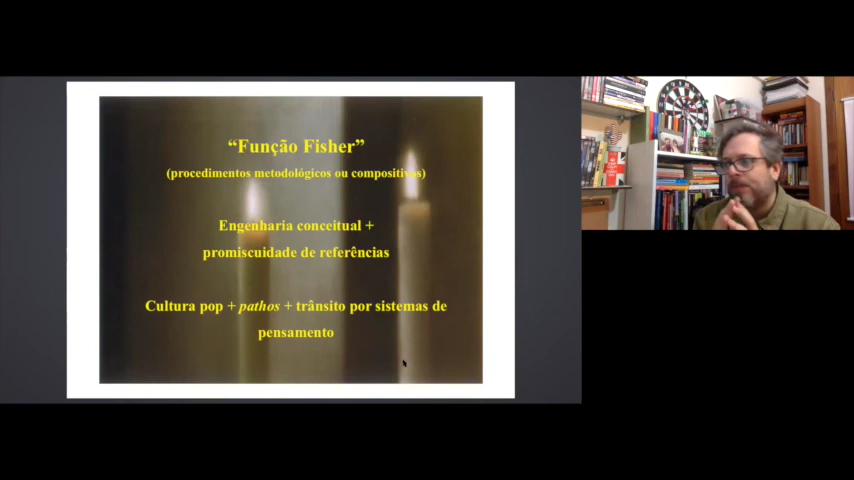 “Função Fisher”
(procedimentos metodológicos ou compositivos)
Engenharia conceitual +
promiscuidade de referências
Cultura pop + pathos + trânsito por sistemas de
pensamento